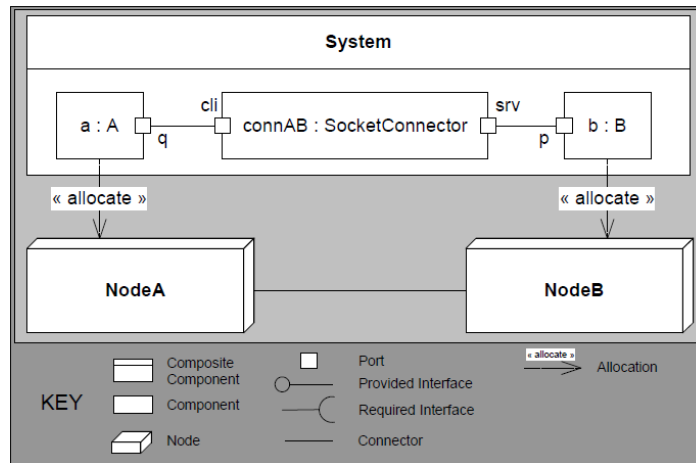 System
a : A
q
cli
connAB : SocketConnector
srv
p
b : B
« allocate »
« allocate »
NodeA
NodeB
KEY
Composite
Component
Component
Node
Port
Provided Interface
Required Interface
Connector
« allocate »
Allocation